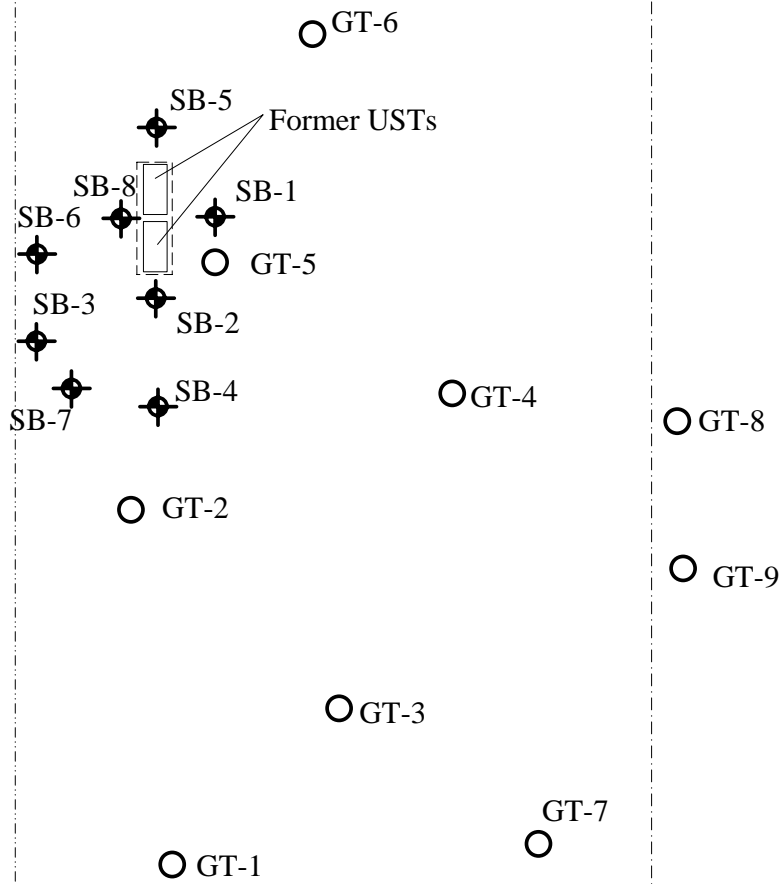 GT-6
SB-5
Former USTs
SB-8
SB-1
SB-6
GT-5
SB-3
SB-2
SB-4
GT-4
SB-7
GT-8
GT-2
GT-9
GT-3
GT-7
GT-1